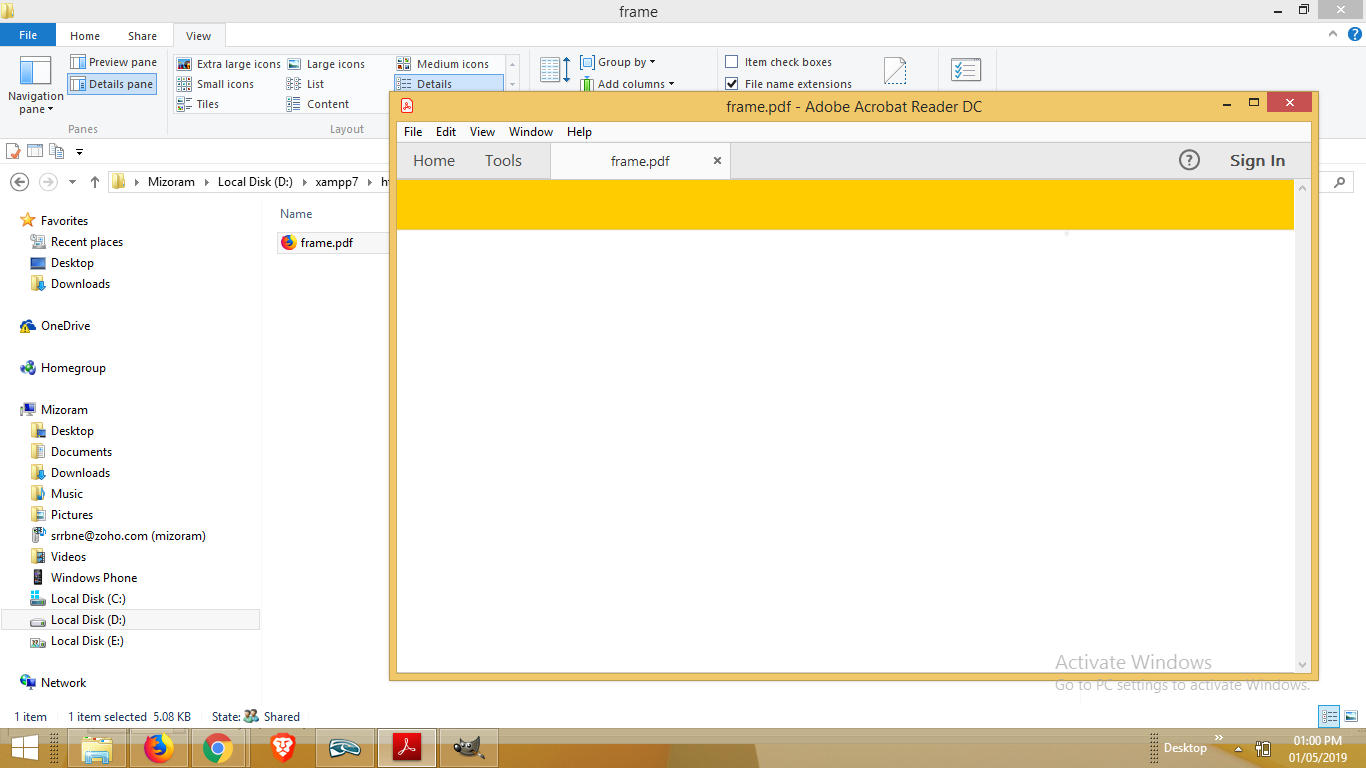 frame
File Home Share View
Navigation pane
Preview pane
Details pane
Panes
Extra large icons Large icons Medium icons
Small icons List Details
Tiles Content
Layout
Group by
Add columns
Item check boxes
File name extensions
frame.pdf - Adobe Acrobat Reader DC
File Edit View Window Help
Home Tools frame.pdf Sign In
Mizoram Local Disk (D:) xampp7
Name
frame.pdf
Favorites
Recent places
Desktop
Downloads
OneDrive
Homegroup
Mizoram
Desktop
Documents
Downloads
Music
Pictures
srrbne@zoho.com (mizoram)
Videos
Windows Phone
Local Disk (C:)
Local Disk (D:)
Local Disk (E:)
Network
Activate Windows
Go to PC settings to activate Windows.
1 item 1 item selected 5.08 KB State: Shared
Desktop
01:00 PM
01/05/2019